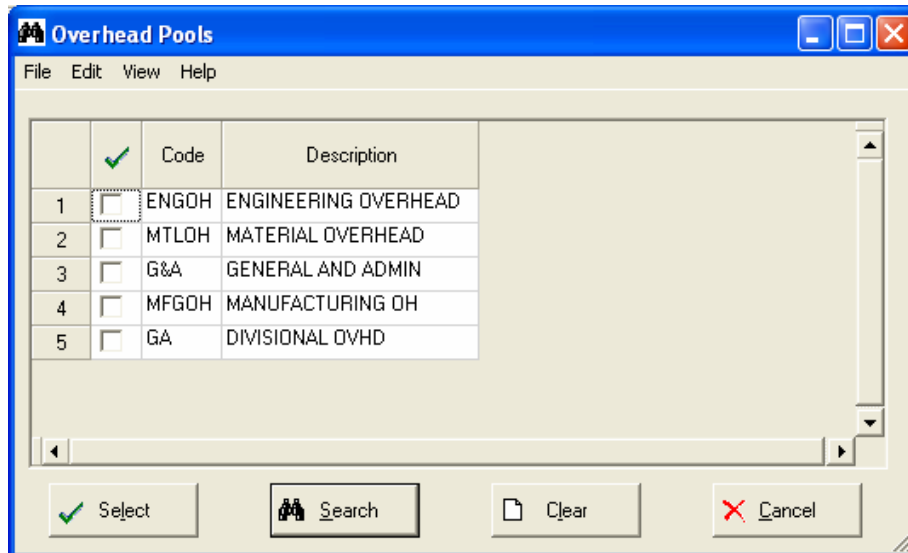 Overhead Pools
File Edit View Help
Code Description
1 ENGOH ENGINEERING OVERHEAD
2 MTLOH MATERIAL OVERHEAD
3 G&A GENERAL AND ADMIN
4 MFGOH MANUFACTURING OH
5 GA DIVISIONAL OVHD
Select Search Clear Cancel